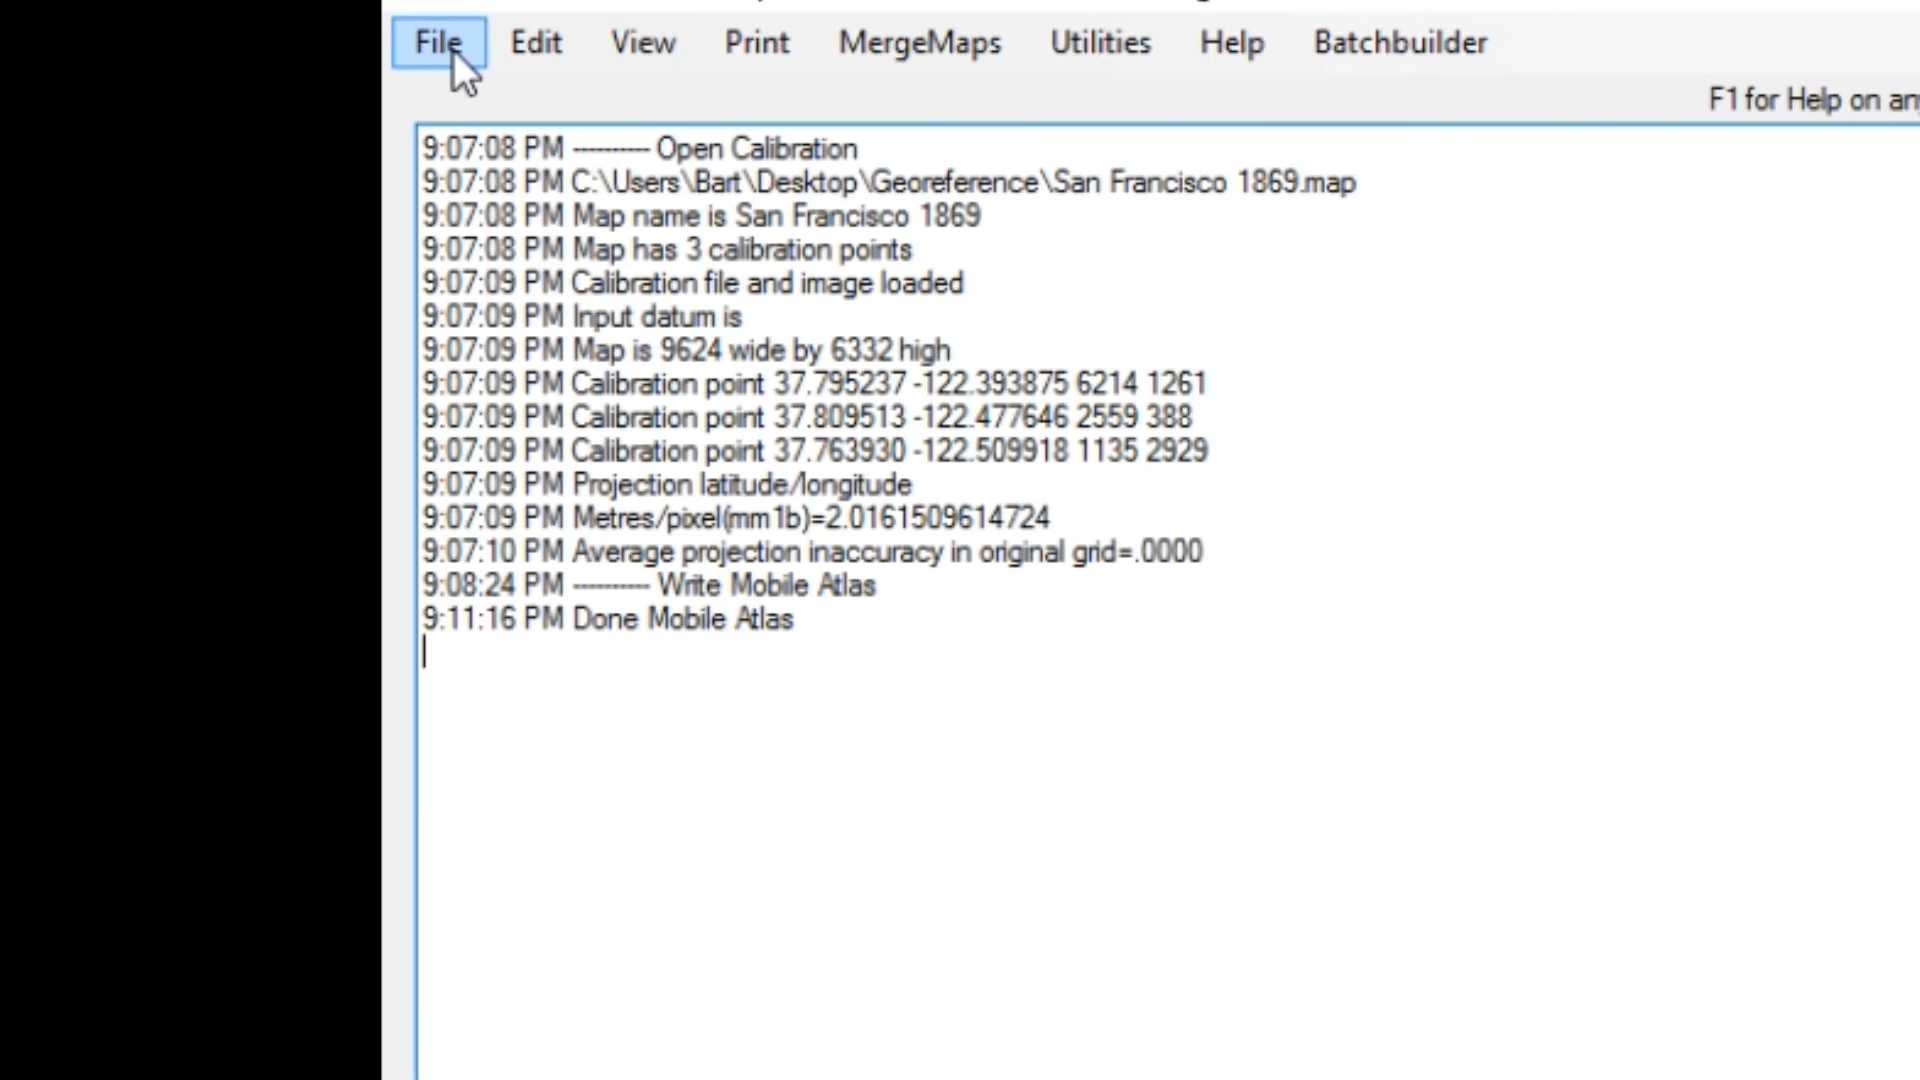 File Edit View Print MergeMaps Utilities Help Batchbuilder
F1 for Help on
9:07:08 PM ---------- Open Calibration
9:07:08 PM C:\Users\Bart\Desktop\Georeference\San Francisco 1869.map
9:07:08 PM Map name is San Francisco 1869
9:07:08 PM Map has 3 calibration points
9:07:09 PM Calibration file and image loaded
9:07:09 PM Input datum is
9:07:09 PM Map is 9624 wide by 6332 high
9:07:09 PM Calibration point 37.795237 -122.393875 6214 1261
9:07:09 PM Calibration point 37.809513 -122.477646 2559 388
9:07:09 PM Calibration point 37.763930 -122.509918 1135 2929
9:07:09 PM Projection latitude/longitude
9:07:09 PM Metres/pixel(mm1b)=2.0161509614724
9:07:10 PM Average projection inaccuracy in original grid=.0000
9:08:24 PM ---------- Write Mobile Atlas
9:11:16 PM Done Mobile Atlas